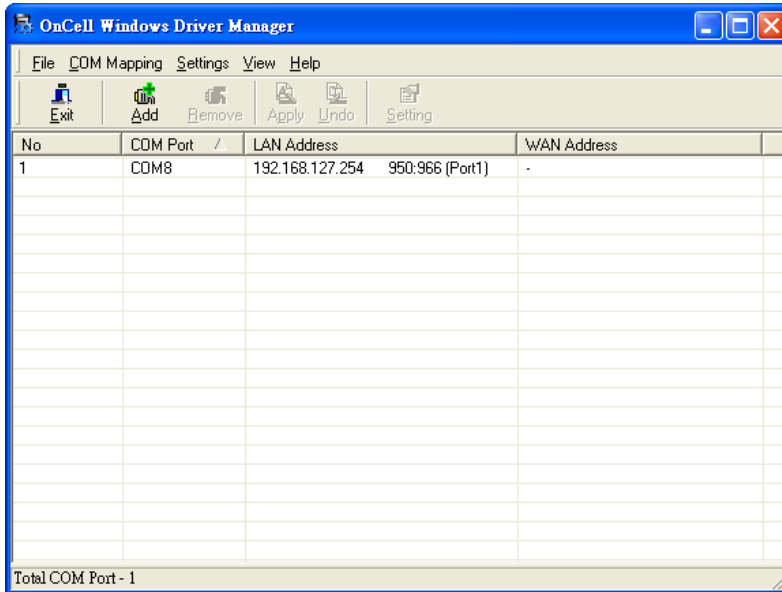 OnCell Windows Driver Manager
File COM Mapping Settings View Help
Exit Add Remove Apply Undo Setting
No COM Port LAN Address WAN Address
1 COM8 192.168.127.254 950:966 (Port1) -
Total COM Port - 1